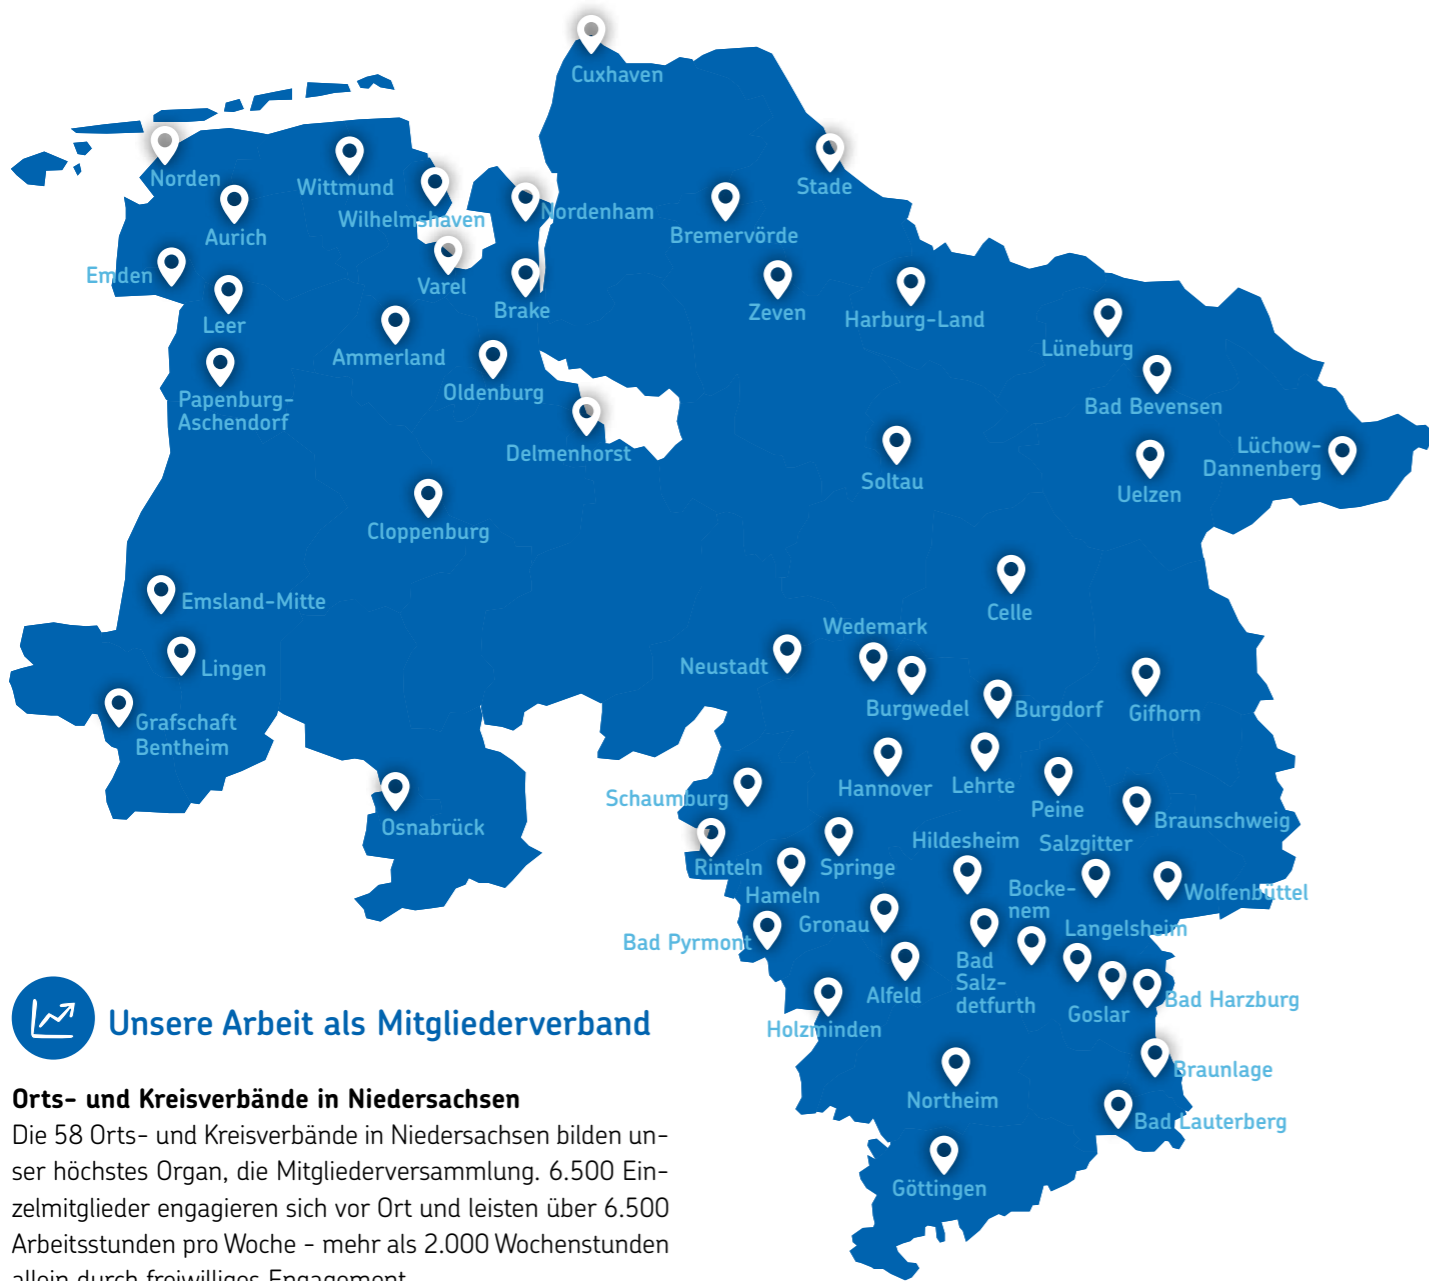 Cuxhaven
Norden
Wittmund
Stade
Wilhelmshaven
Nordenham
Aurich
Bremervörde
Emden
Varel
Brake
Zeven
Harburg-Land
Leer
Ammerland
Lüneburg
Oldenburg
Papenburg-
Aschendorf
Bad Bevensen
Delmenhorst
Lüchow-
Dannenberg
Soltau
Uelzen
Cloppenburg
Emsland-Mitte
Celle
Wedemark
Neustadt
Lingen
Burgwedel
Burgdorf
Gifhorn
Grafschaft
Bentheim
Hannover
Lehrte
Schaumburg
Peine
Braunschweig
Osnabrück
Hildesheim
Salzgitter
Rinteln
Springe
Hameln
Bocke-
nem
Wolfenbüttel
Gronau
Langelsheim
Bad Pyrmont
Bad
Salz-
detfurth
Alfeld
Goslar
Bad Harzburg
Holzminden
Braunlage
Northeim
Bad Lauterberg
Göttingen
Unsere Arbeit als Mitgliederverband
Orts- und Kreisverbände in Niedersachsen
Die 58 Orts- und Kreisverbände in Niedersachsen bilden un-
ser höchstes Organ, die Mitgliederversammlung. 6.500 Ein-
zelmitglieder engagieren sich vor Ort und leisten über 6.500
Arbeitsstunden pro Woche - mehr als 2.000 Wochenstunden
allein durch freiwilliges Engagement